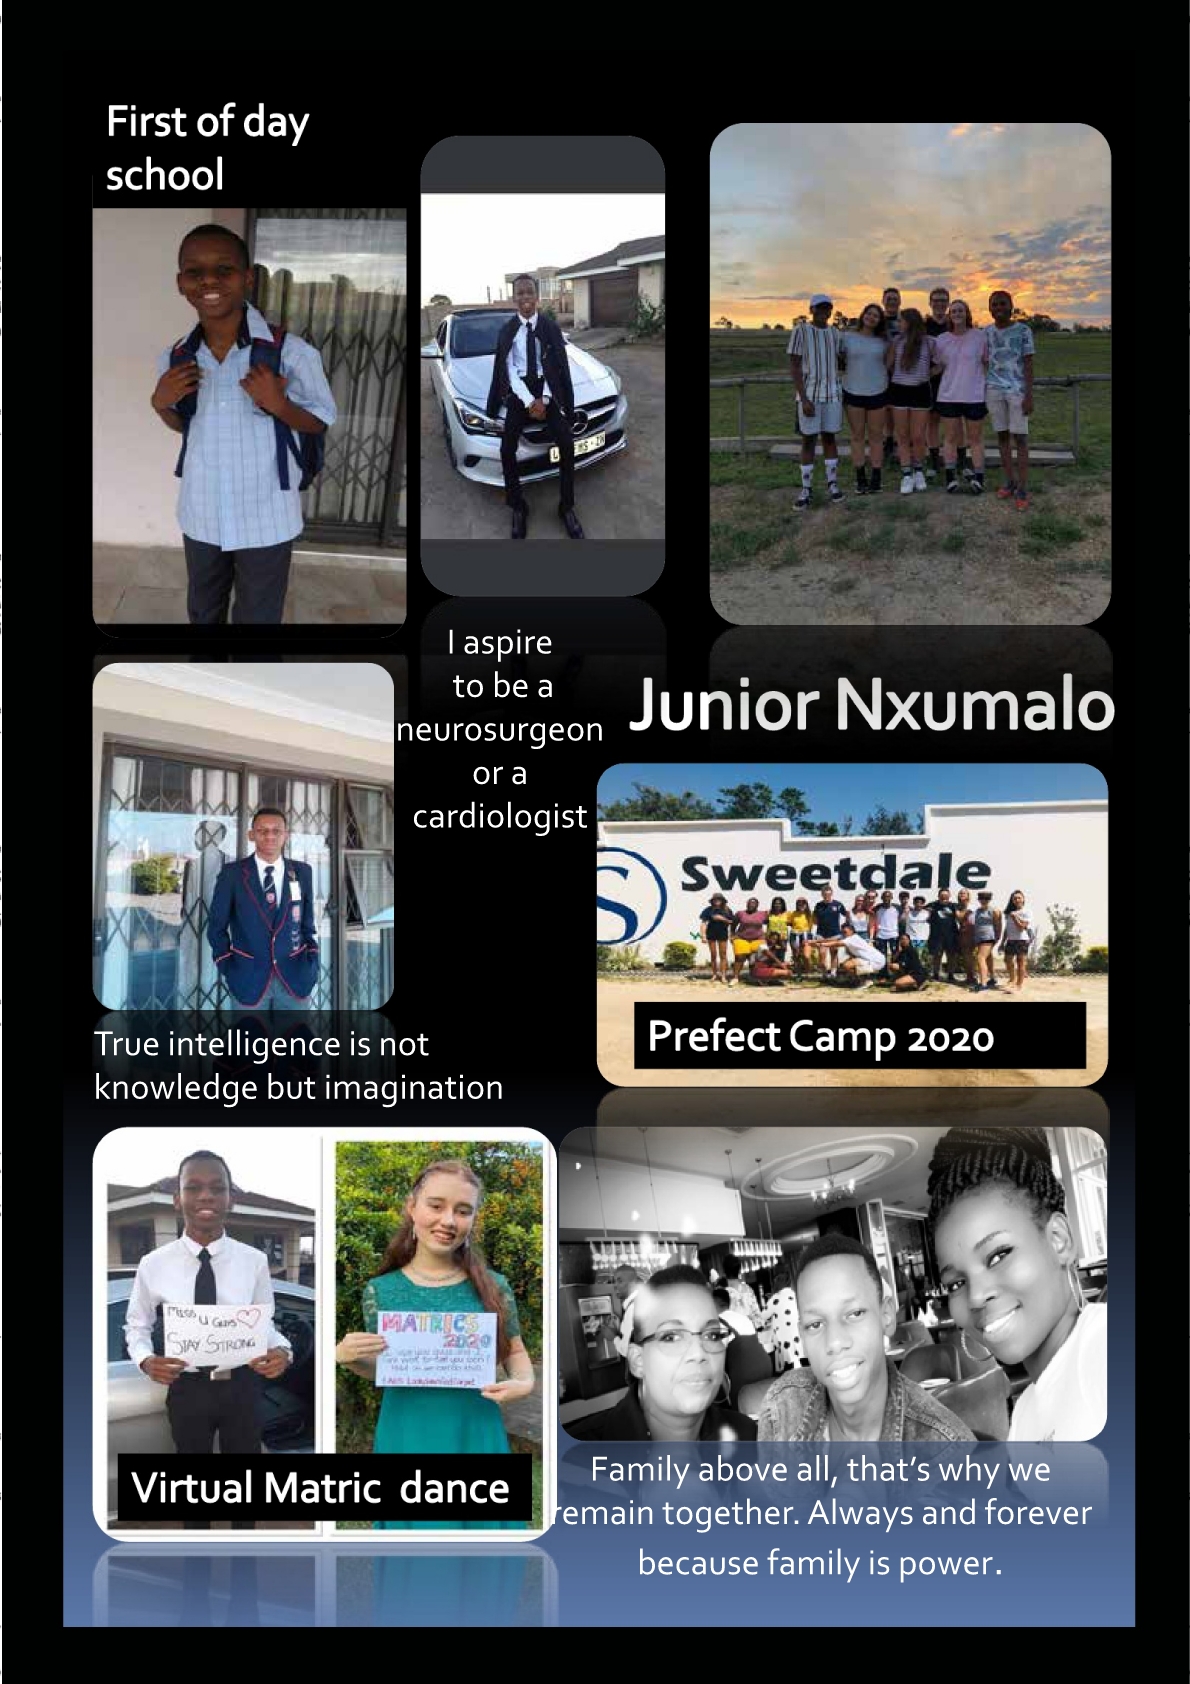 First of day
school
I aspire
to be a
neurosurgeon
or a
cardiologist
Junior Nxumalo
Sweetdale
Prefect Camp 2020
True intelligence is not
knowledge but imagination
MISS U GUYS
STAY STRONG
MATRICS
2020
Virtual Matric dance
Family above all, that's why we
remain together. Always and forever
because family is power.